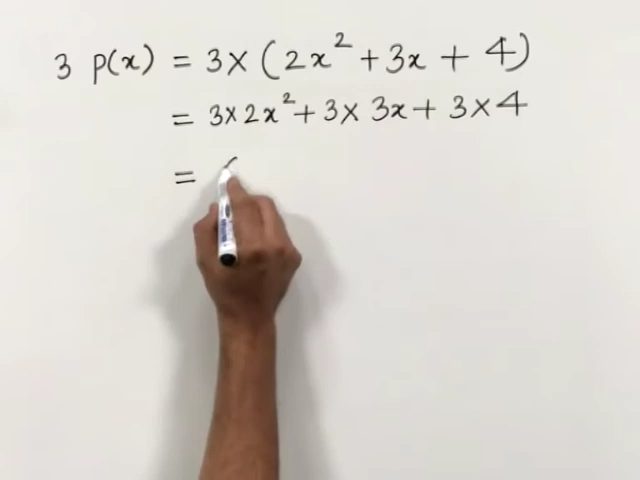 3 p(x) = 3 × (2x² + 3x + 4)
= 3 × 2x² + 3 × 3x + 3 × 4
=